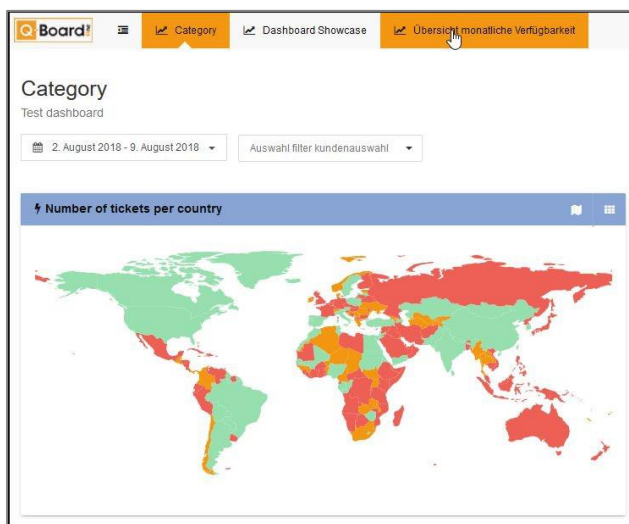 Q-Board!
Category
Dashboard Showcase
Übersicht monatliche Verfügbarkeit
Category
Test dashboard
2. August 2018 - 9. August 2018
Auswahl filter kundenauswahl
Number of tickets per country